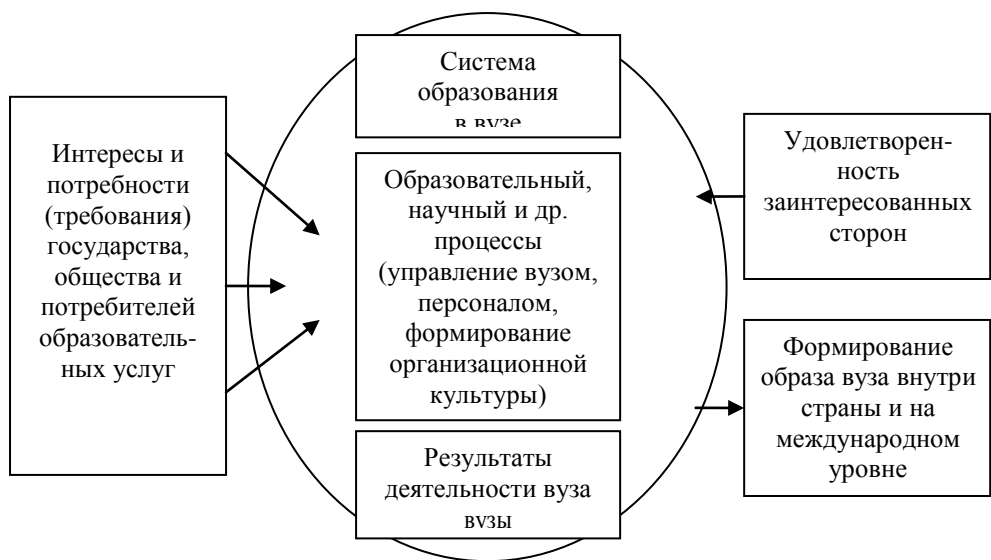 Система
образования
в вузе
Интересы и
потребности
(требования)
государства,
общества и
потребителей
образователь-
ных услуг
Образовательный,
научный и др.
процессы
(управление вузом,
персоналом,
формирование
организационной
культуры)
Результаты
деятельности вуза
вузы
Удовлетворен-
ность
заинтересованных
сторон
Формирование
образа вуза внутри
страны и на
международном
уровне